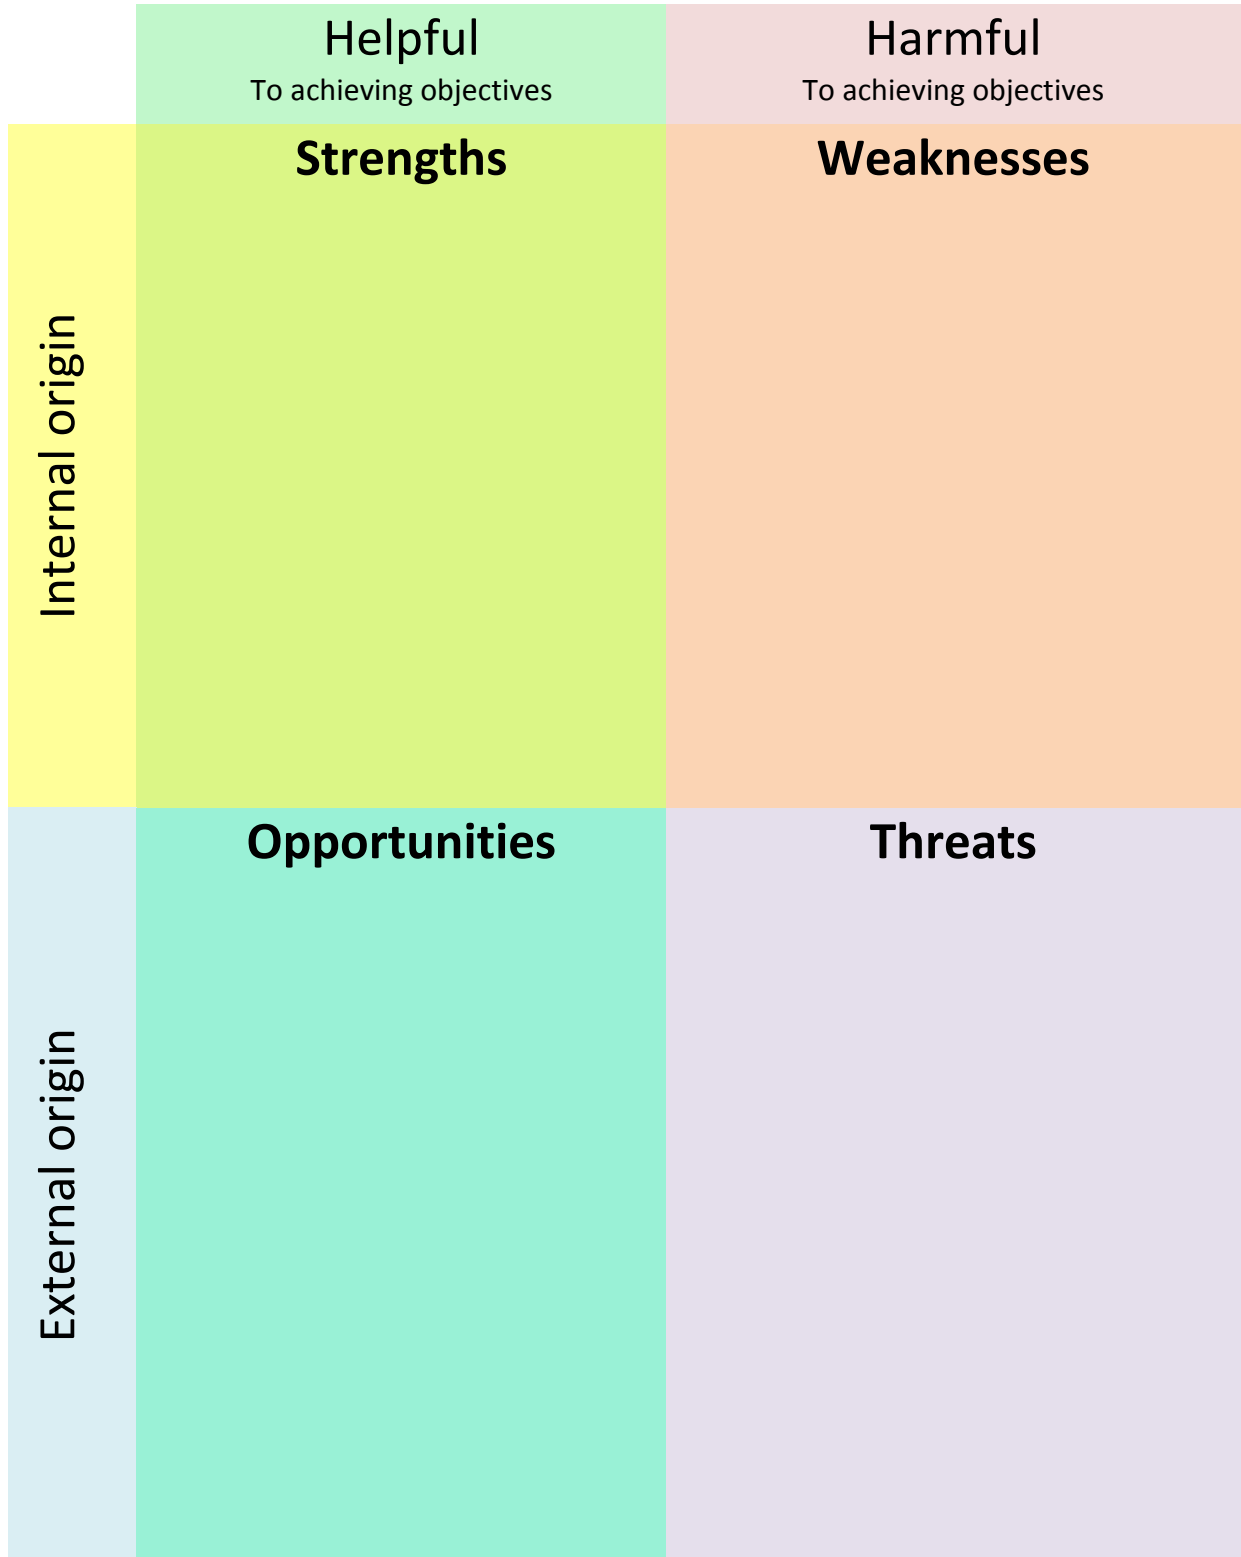 Helpful
To achieving objectives
Harmful
To achieving objectives
Internal origin
Strengths
Weaknesses
External origin
Opportunities
Threats